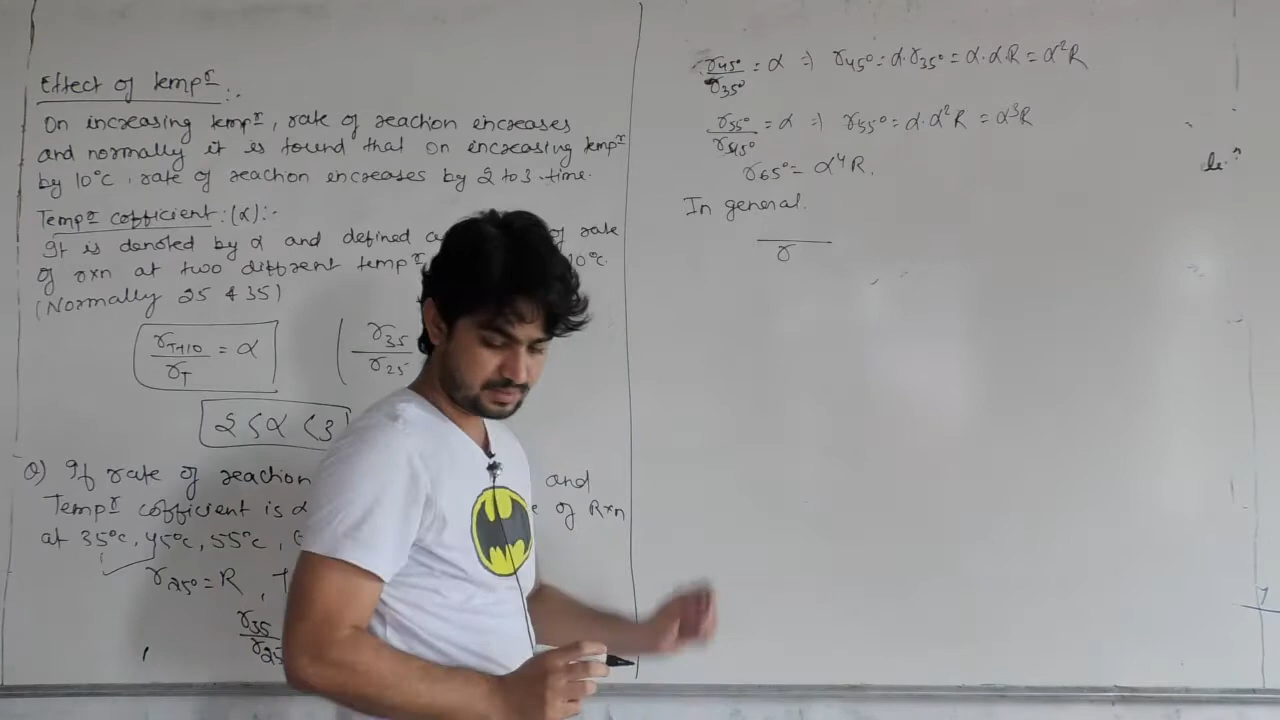 Effect of tempr:.
On increasing tempr, rate of reaction encreases
and normally it is found that on increasing tempr
by 10°C, rate of reaction encreases by 2 to 3 time.
Tempr cofficient: (α):-
It is denoted by α and defined of rate
of rxn at two different tempr 10°C.
(Normally 25 & 35)
rT+10/rT = α ( r35/r25
2 < α < 3
Q) If rate of reaction and
Tempr cofficient is α of Rxn
at 35°C, 45°C, 55°C,
r25° = R ,
r35/r25
r45°/r35° = α ⇒ r45° = α·r35° = α·αR = α²R
r55°/r45° = α ⇒ r55° = α·α²R = α³R
r65° = α⁴R.
In general.
r